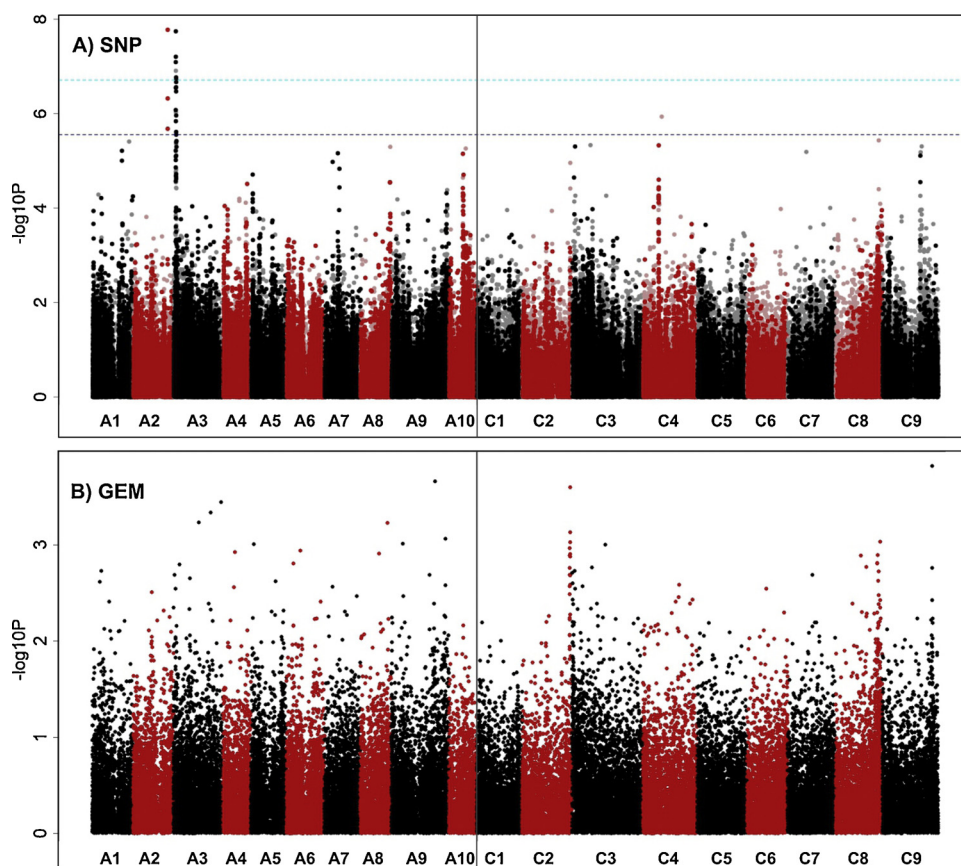 A) SNP
8
6
4
2
0
-log10P
A1 A2 A3 A4 A5 A6 A7 A8 A9 A10 C1 C2 C3 C4 C5 C6 C7 C8 C9
B) GEM
3
2
1
0
-log10P
A1 A2 A3 A4 A5 A6 A7 A8 A9 A10 C1 C2 C3 C4 C5 C6 C7 C8 C9